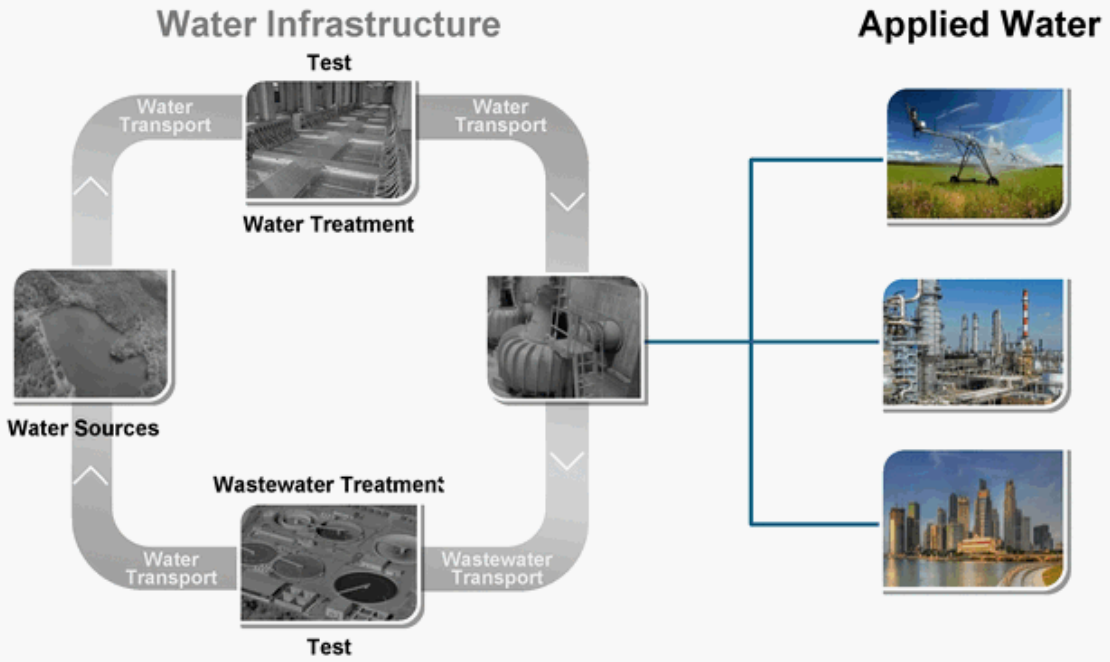 Water Infrastructure
Applied Water
Test
Water
Transport
Water
Transport
Water Treatment
Water Sources
Wastewater Treatment
Water
Transport
Wastewater
Transport
Test